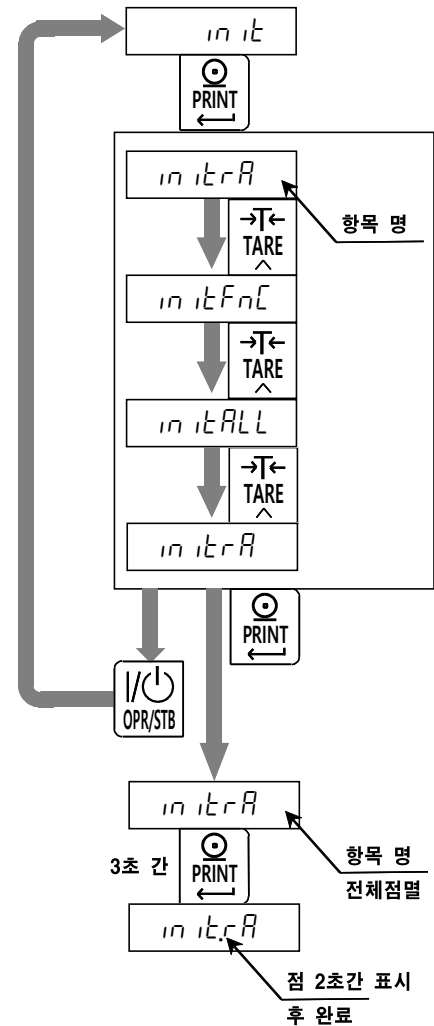 init
PRINT
initrA
항목 명
TARE
initFnC
TARE
initALL
TARE
initrA
PRINT
I/⏻
OPR/STB
initrA
3초 간
PRINT
항목 명
전체점멸
init.rA
점 2초간 표시
후 완료